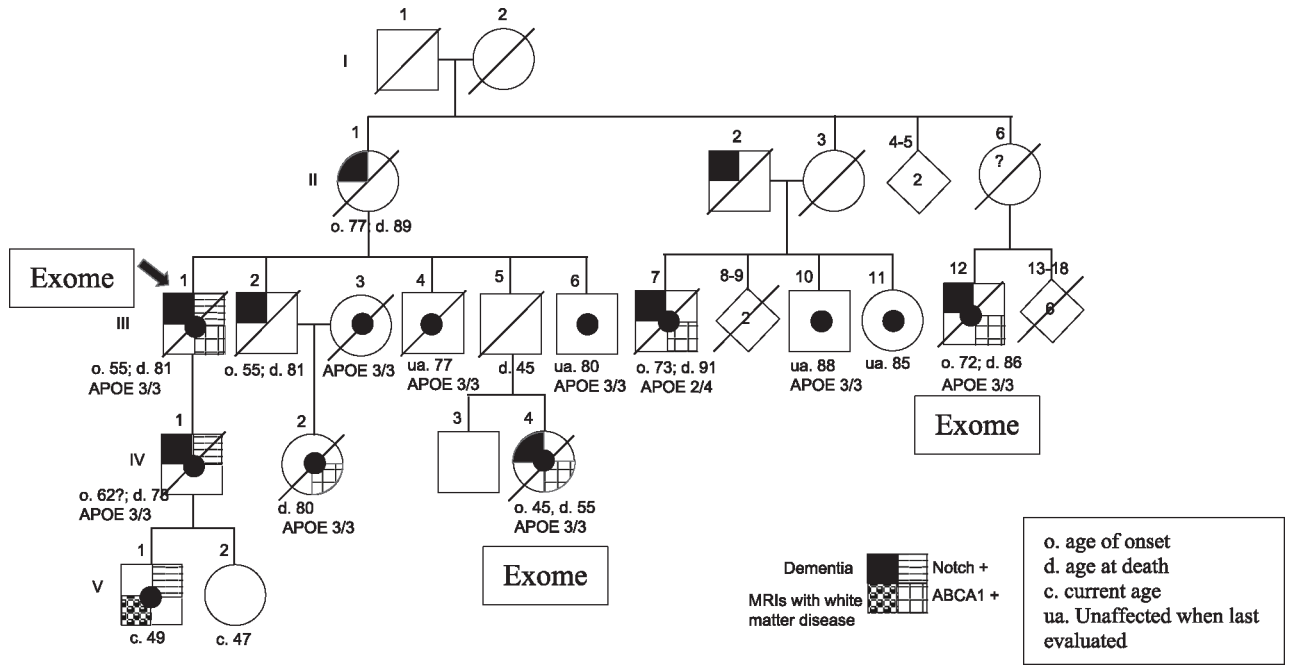 1 2
I
1 2 3 4-5 6
II 2 ?
o. 77; d. 89
Exome
1 2 3 4 5 6 7 8-9 10 11 12 13-18
III 2 6
o. 55; d. 81 o. 55; d. 81 APOE 3/3 ua. 77 d. 45 ua. 80 o. 73; d. 91 ua. 88 ua. 85 o. 72; d. 86
APOE 3/3 APOE 3/3 APOE 3/3 APOE 2/4 APOE 3/3 APOE 3/3
Exome
1 2 3 4
IV
o. 62?; d. 78 d. 80 o. 45, d. 55
APOE 3/3 APOE 3/3 APOE 3/3
Exome
1 2
V
c. 49 c. 47
Dementia Notch +
MRIs with white ABCA1 +
matter disease
o. age of onset
d. age at death
c. current age
ua. Unaffected when last
evaluated